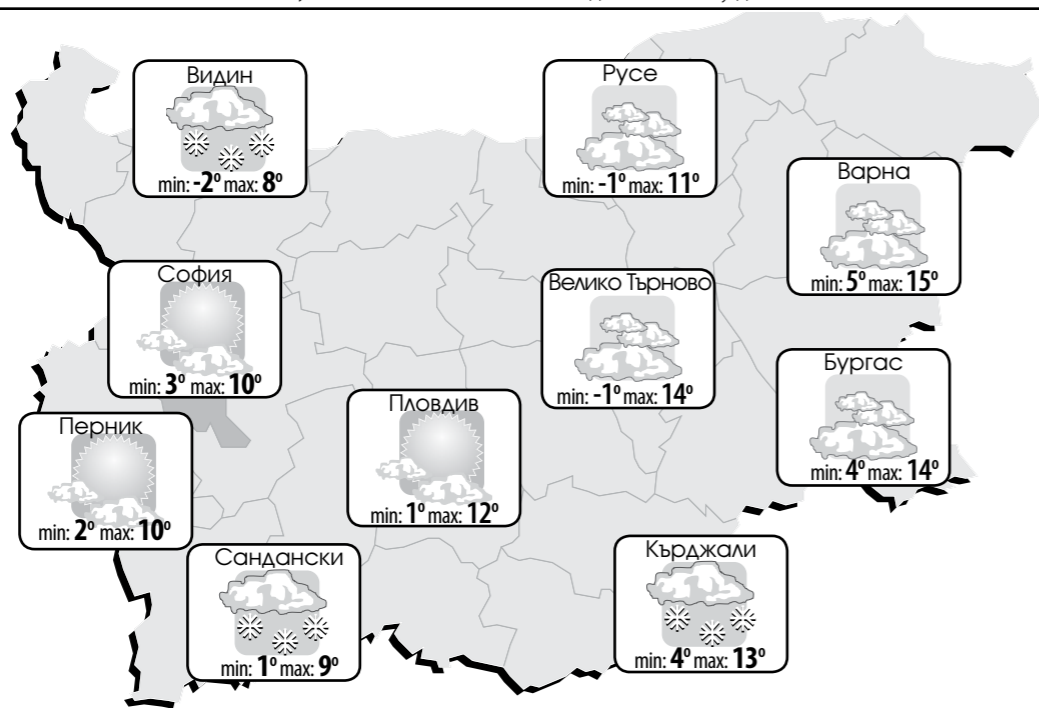 Видин
min: -2° max: 8°
Русе
min: -1° max: 11°
Варна
min: 5° max: 15°
София
min: 3° max: 10°
Велико Търново
min: -1° max: 14°
Бургас
min: 4° max: 14°
Пловдив
min: 1° max: 12°
Перник
min: 2° max: 10°
Сандански
min: 1° max: 9°
Кърджали
min: 4° max: 13°